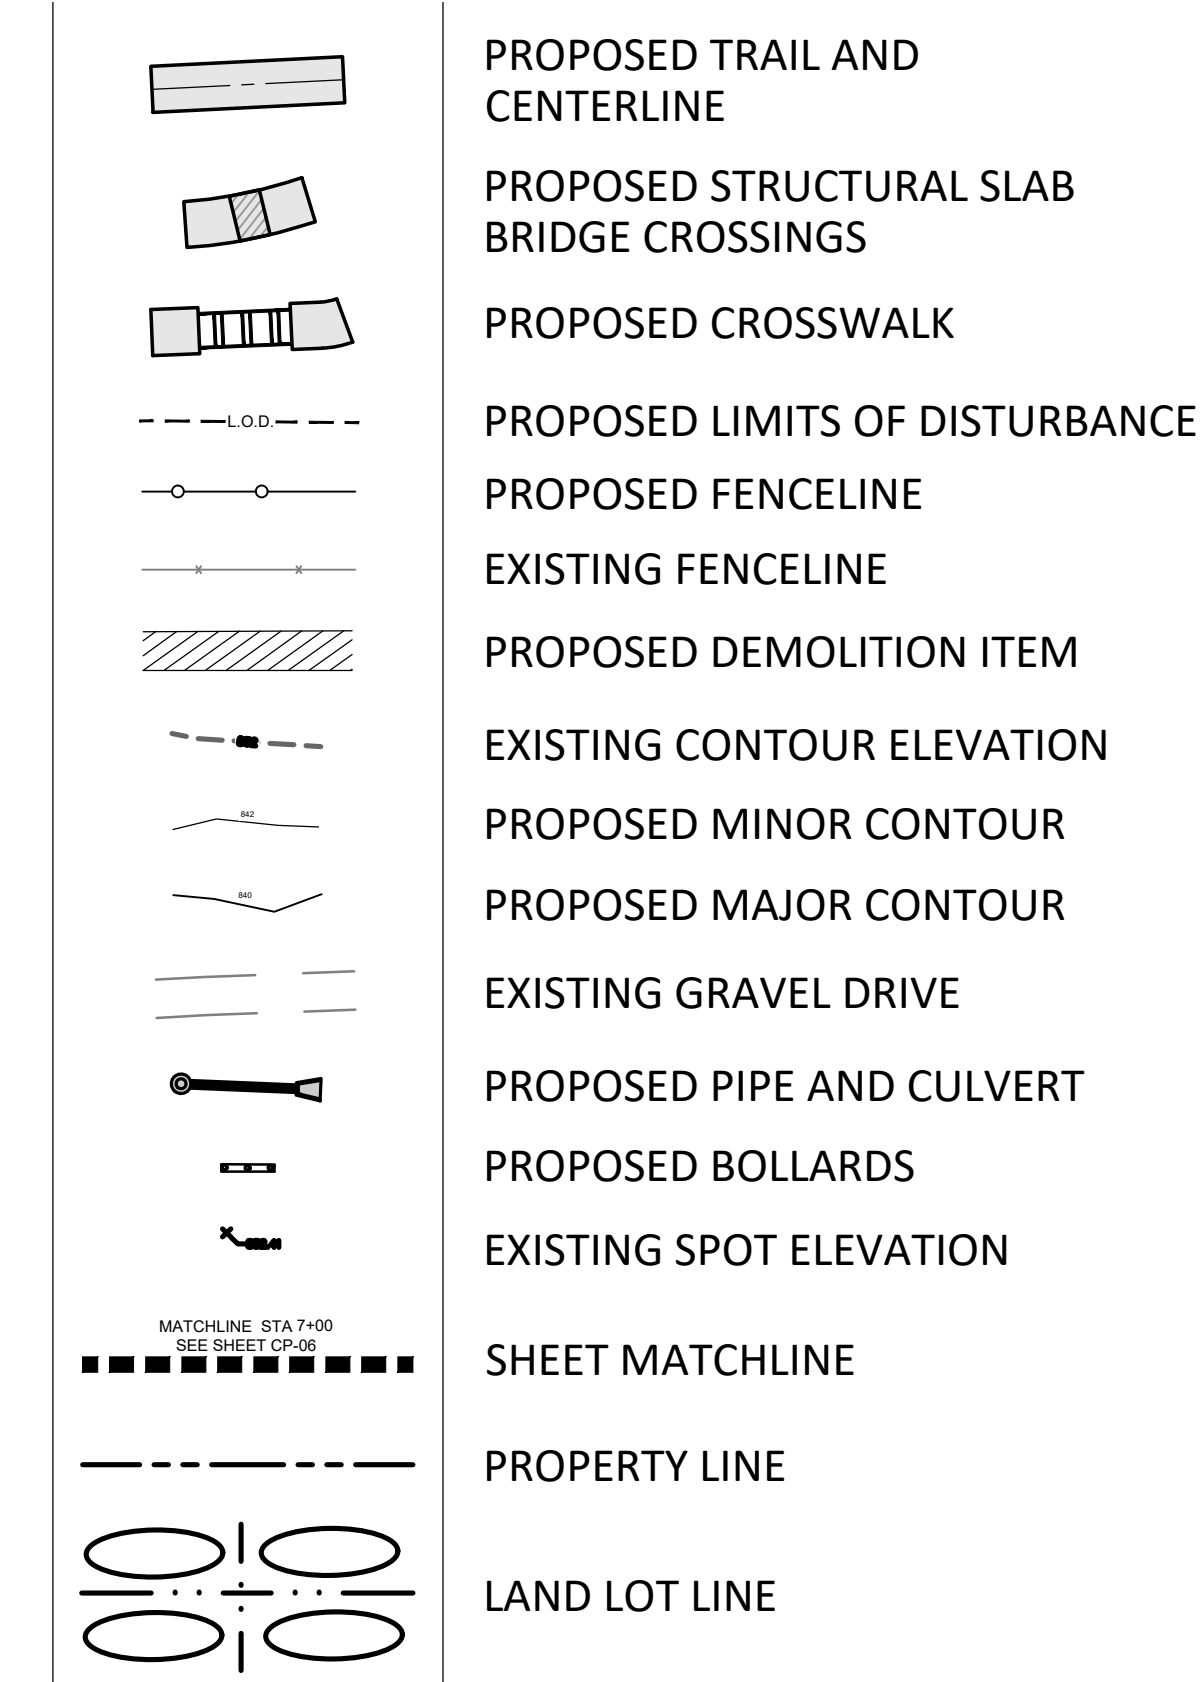 PROPOSED TRAIL AND
CENTERLINE
PROPOSED STRUCTURAL SLAB
BRIDGE CROSSINGS
PROPOSED CROSSWALK
L.O.D.
PROPOSED LIMITS OF DISTURBANCE
PROPOSED FENCELINE
EXISTING FENCELINE
PROPOSED DEMOLITION ITEM
EXISTING CONTOUR ELEVATION
842
PROPOSED MINOR CONTOUR
840
PROPOSED MAJOR CONTOUR
EXISTING GRAVEL DRIVE
PROPOSED PIPE AND CULVERT
PROPOSED BOLLARDS
EXISTING SPOT ELEVATION
MATCHLINE STA 7+00
SEE SHEET CP-06
SHEET MATCHLINE
PROPERTY LINE
LAND LOT LINE